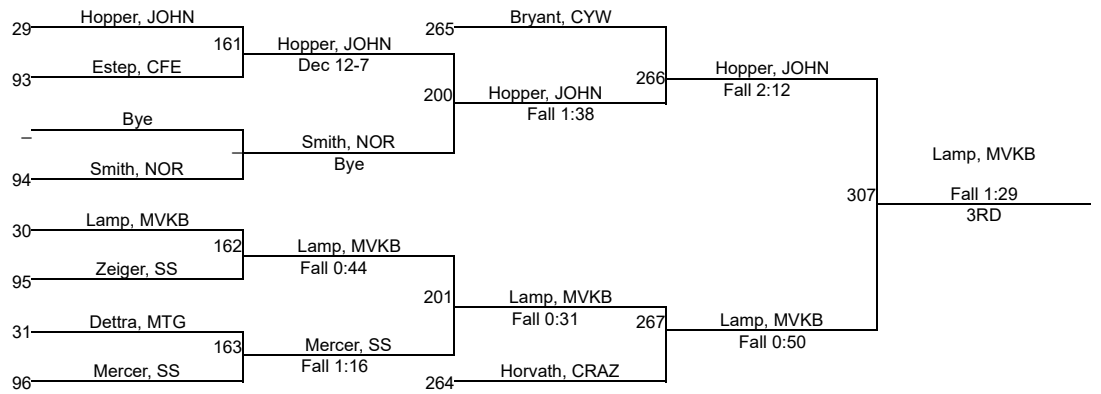 29 Hopper, JOHN
161
93 Estep, CFE
Hopper, JOHN
Dec 12-7
_ Bye
94 Smith, NOR
_ Smith, NOR
Bye
200
265 Bryant, CYW
Hopper, JOHN
Fall 1:38
266
Hopper, JOHN
Fall 2:12
30 Lamp, MVKB
162
95 Zeiger, SS
Lamp, MVKB
Fall 0:44
31 Dettra, MTG
163
96 Mercer, SS
Mercer, SS
Fall 1:16
201
Lamp, MVKB
Fall 0:31
264 Horvath, CRAZ
267
Lamp, MVKB
Fall 0:50
307
Lamp, MVKB
Fall 1:29
3RD